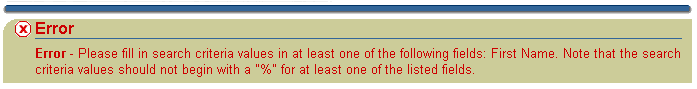 Error
Error - Please fill in search criteria values in at least one of the following fields: First Name. Note that the search
criteria values should not begin with a "%" for at least one of the listed fields.